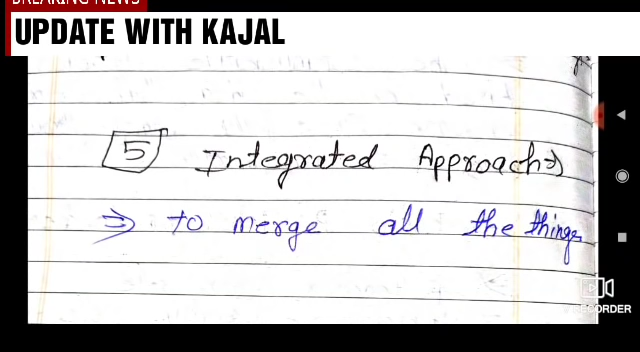 BREAKING NEWS
UPDATE WITH KAJAL
5 Integrated Approach⇒
⇒ to merge all the things
RECORDER